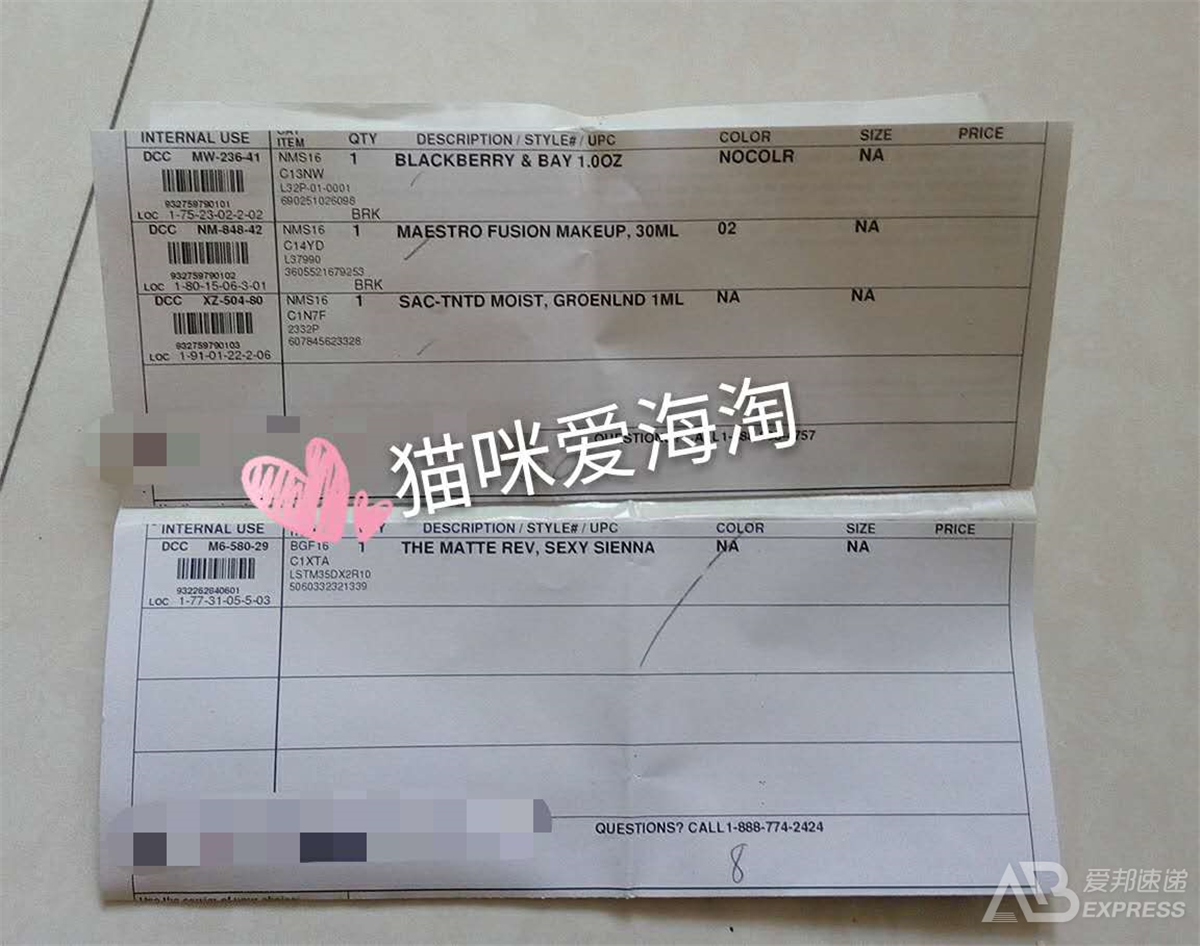 INTERNAL USE ITEM QTY DESCRIPTION / STYLE# / UPC COLOR SIZE PRICE
DCC MW-236-41 NMS16 1 BLACKBERRY & BAY 1.0OZ NOCOLR NA
C13NW
L32P-01-0001
932759790101 690251026098
LOC 1-75-23-02-2-02 BRK
DCC NM-848-42 NMS16 1 MAESTRO FUSION MAKEUP, 30ML 02 NA
C14YD
L37990
932759790102 3605521679253
LOC 1-80-15-06-3-01 BRK
DCC XZ-504-80 NMS16 1 SAC-TNTD MOIST, GROENLND 1ML NA NA
C1N7F
2332P
932759790103 607845623328
LOC 1-91-01-22-2-06
CALL 1-888-
猫咪爱海淘
INTERNAL USE DESCRIPTION / STYLE# / UPC COLOR SIZE PRICE
DCC M6-580-29 BGF16 1 THE MATTE REV, SEXY SIENNA NA NA
C1XTA
LSTM35DX2R10
932262840601 5060332321339
LOC 1-77-31-05-5-03
QUESTIONS? CALL 1-888-774-2424
8
AB 爱邦速递
EXPRESS